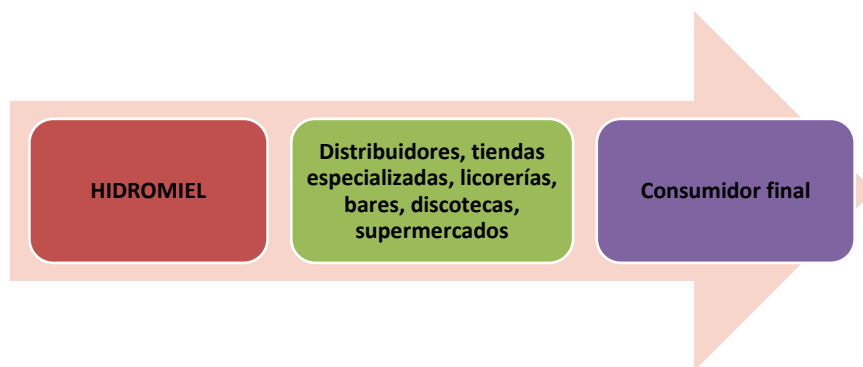 HIDROMIEL
Distribuidores, tiendas
especializadas, licorerías,
bares, discotecas,
supermercados
Consumidor final